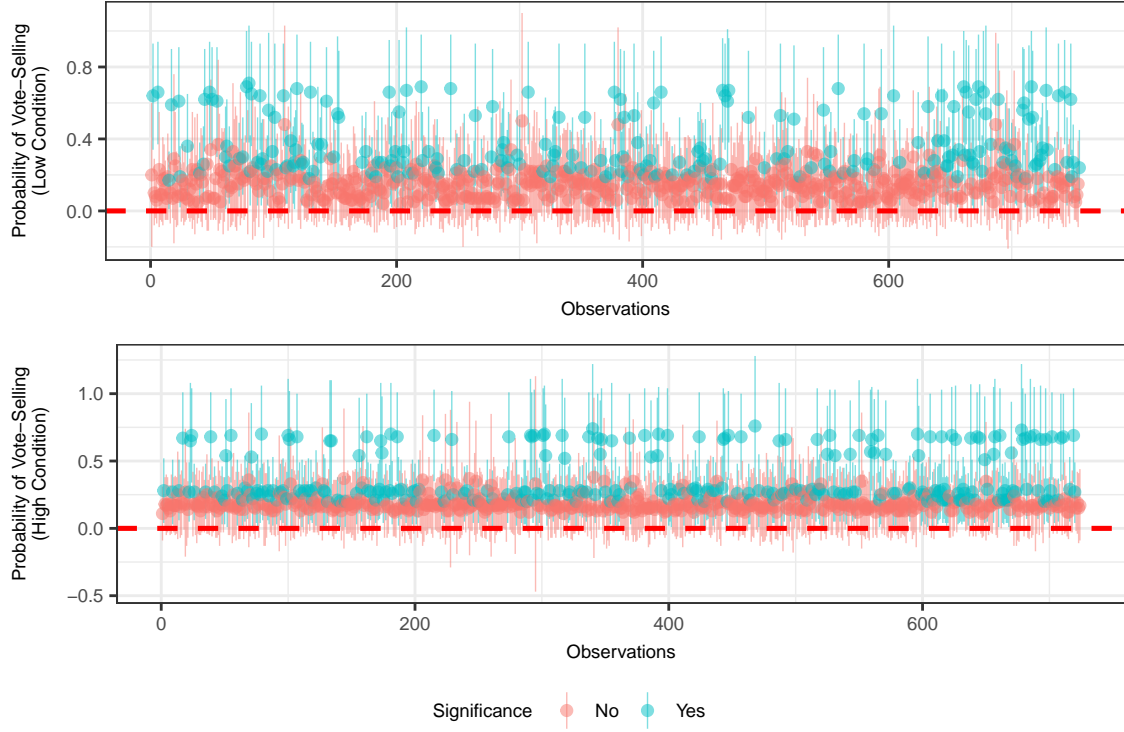 Probability of Vote−Selling
(Low Condition)
0.8
0.4
0.0
0
200
400
600
Observations
Probability of Vote−Selling
(High Condition)
1.0
0.5
0.0
−0.5
0
200
400
600
Observations
Significance No Yes